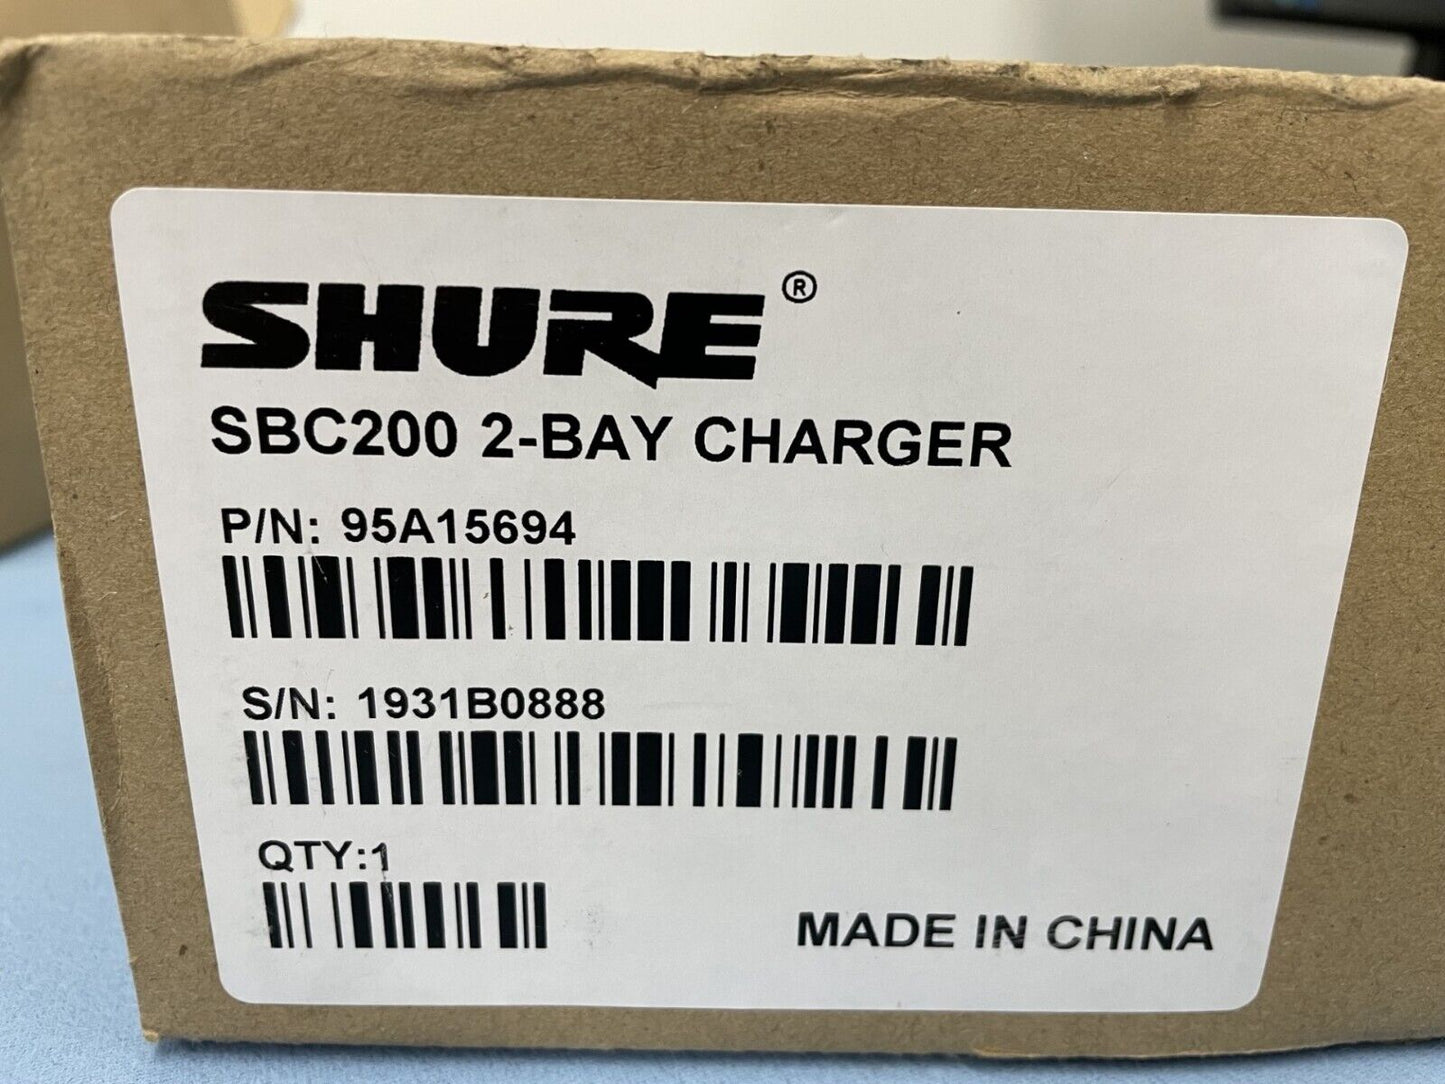 SHURE®
SBC200 2-BAY CHARGER
P/N: 95A15694
S/N: 1931B0888
QTY:1
MADE IN CHINA